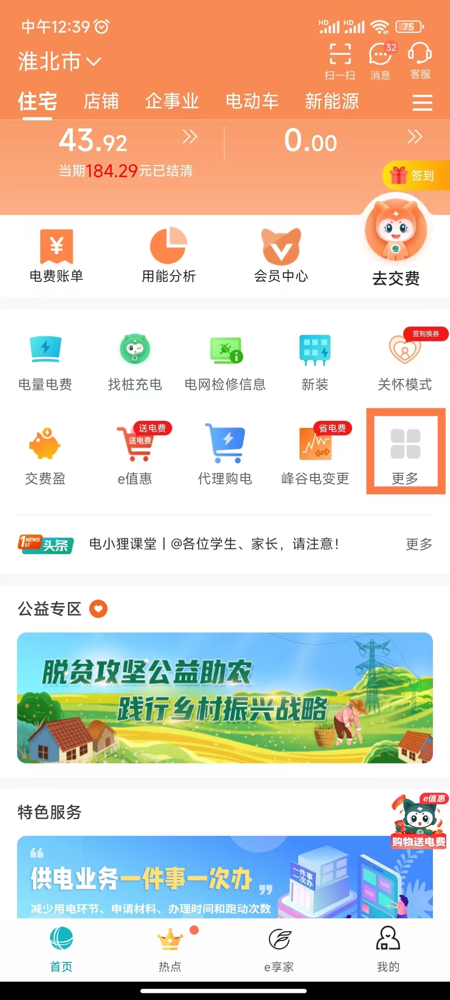 中午12:39
HD HD 75
淮北市
32
扫一扫 消息 客服
住宅 店铺 企事业 电动车 新能源
43.92 0.00
当期184.29元已结清
签到
电费账单 用能分析 会员中心 去交费
签到换券
电量电费 找桩充电 电网检修信息 新装 关怀模式
送电费 省电费
送电费
交费盈 e值惠 代理购电 峰谷电变更 更多
1ST NEWS 头条 电小狸课堂丨@各位学生、家长，请注意！ 更多
公益专区
脱贫攻坚公益助农
践行乡村振兴战略
特色服务
e值惠
购物送电费
“
供电业务一件事一次办
”
减少用电环节、申请材料、办理时间和跑动次数
一件事
一次办
首页 热点 e享家 我的